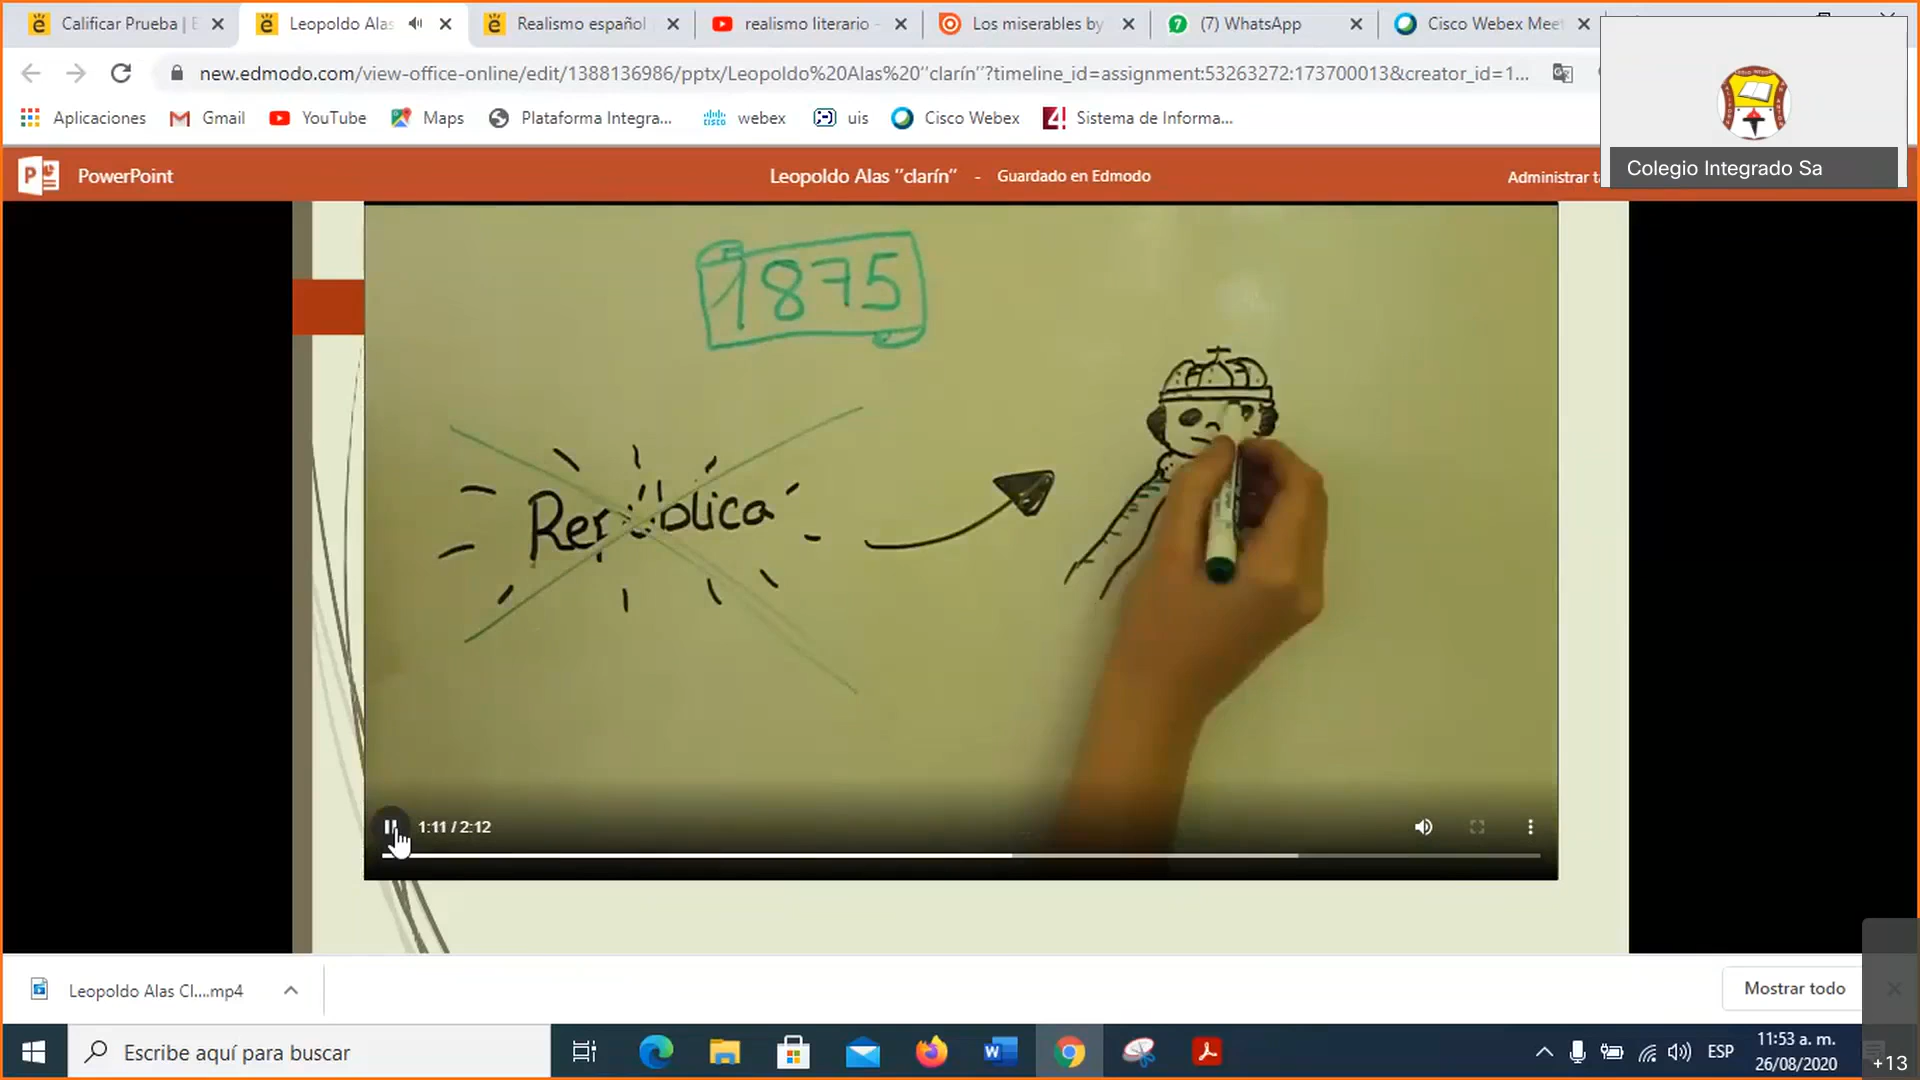 Calificar Prueba | E
Leopoldo Alas
Realismo español
realismo literario -
Los miserables by
(7) WhatsApp
Cisco Webex Meet
new.edmodo.com/view-office-online/edit/1388136986/pptx/Leopoldo%20Alas%20"clarín"?timeline_id=assignment:53263272:173700013&creator_id=1...
Aplicaciones
Gmail
YouTube
Maps
Plataforma Integra...
webex
uis
Cisco Webex
Sistema de Informa...
Colegio Integrado Sa
PowerPoint
Leopoldo Alas "clarín" - Guardado en Edmodo
Administrar ta
1875
República
1:11 / 2:12
Leopoldo Alas Cl....mp4
Mostrar todo
Escribe aquí para buscar
ESP
11:53 a. m.
26/08/2020
+13